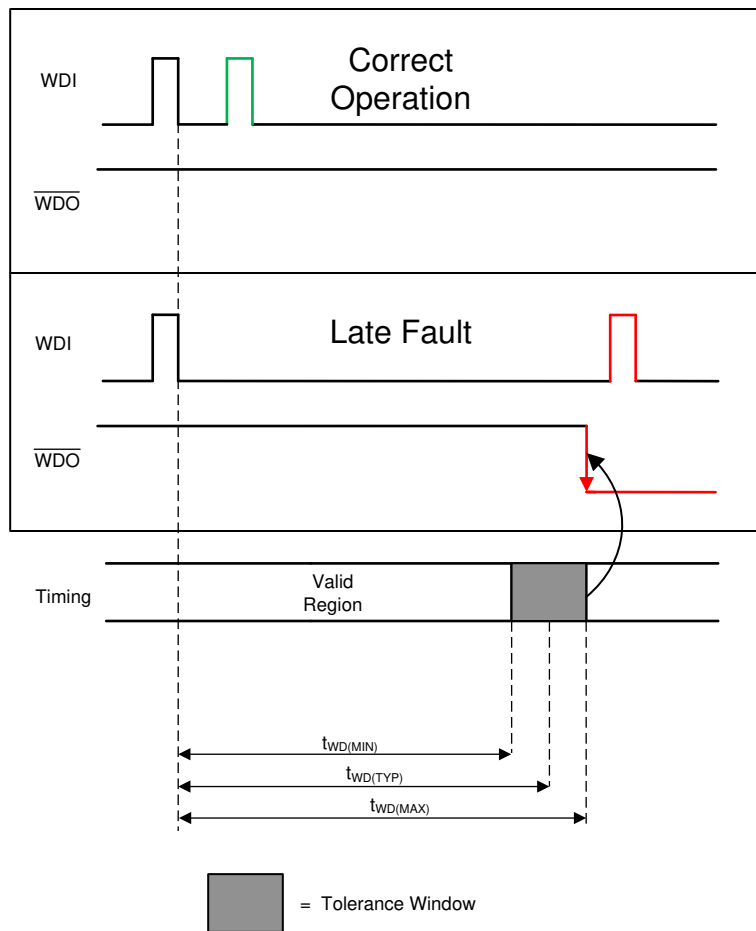 WDI
Correct
Operation
WDO
WDI
Late Fault
WDO
Timing
Valid
Region
tWD(MIN)
tWD(TYP)
tWD(MAX)
= Tolerance Window